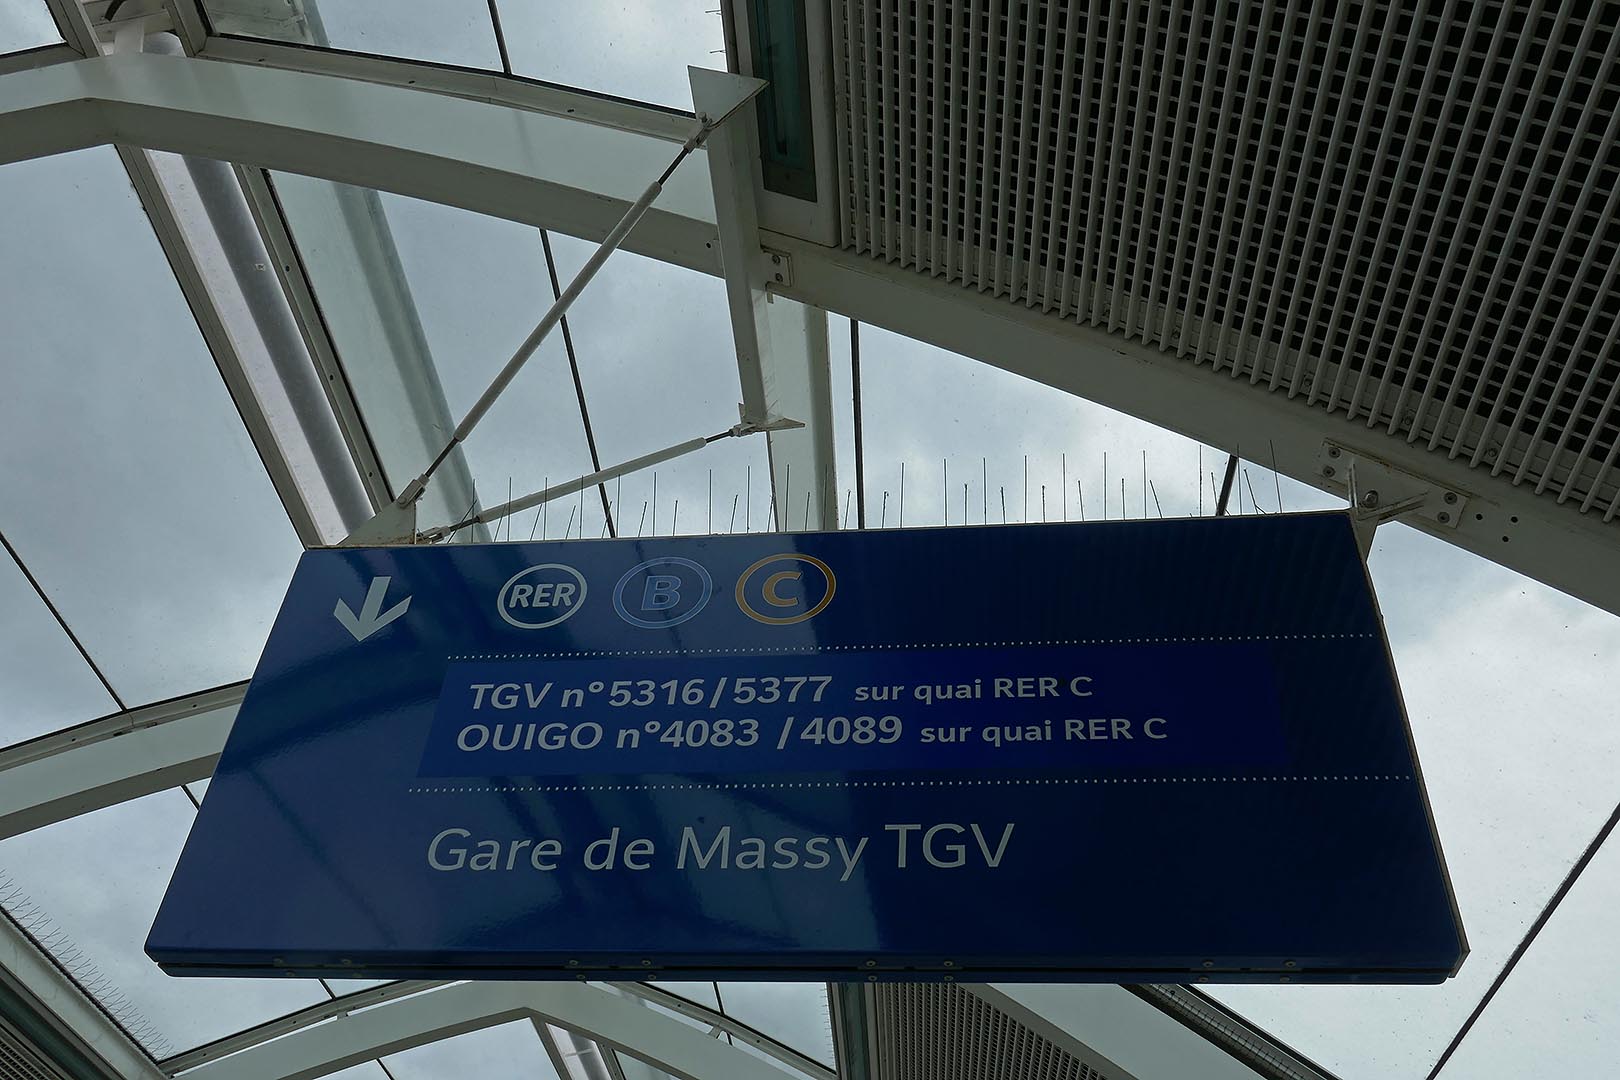 RER B C
TGV n°5316/5377 sur quai RER C
OUIGO n°4083 /4089 sur quai RER C
Gare de Massy TGV